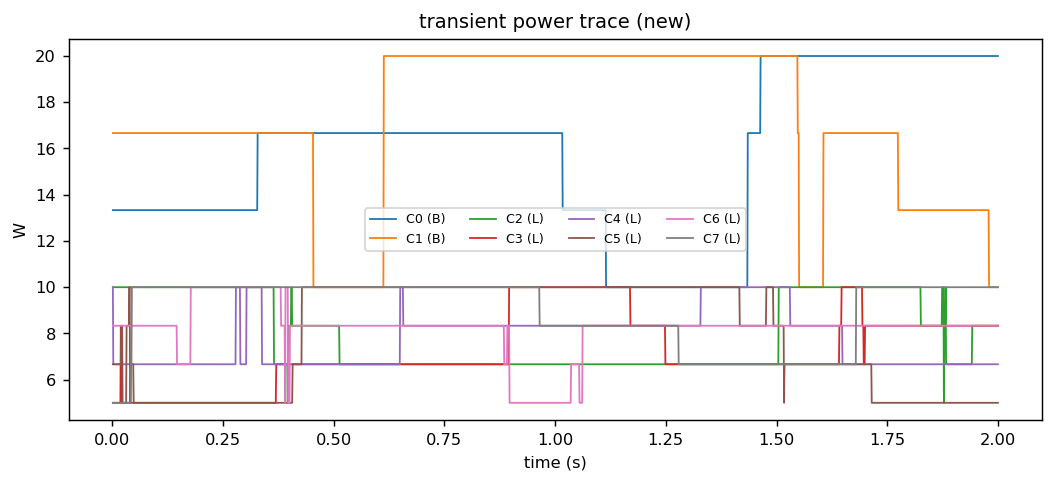 transient power trace (new)
20
18
16
14
12
10
8
6
W
C0 (B) C2 (L) C4 (L) C6 (L)
C1 (B) C3 (L) C5 (L) C7 (L)
0.00 0.25 0.50 0.75 1.00 1.25 1.50 1.75 2.00
time (s)